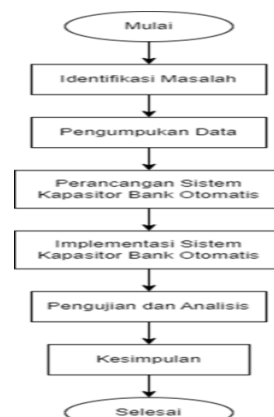 Mulai
Identifikasi Masalah
Pengumpukan Data
Perancangan Sistem
Kapasitor Bank Otomatis
Implementasi Sistem
Kapasitor Bank Otomatis
Pengujian dan Analisis
Kesimpulan
Selesai